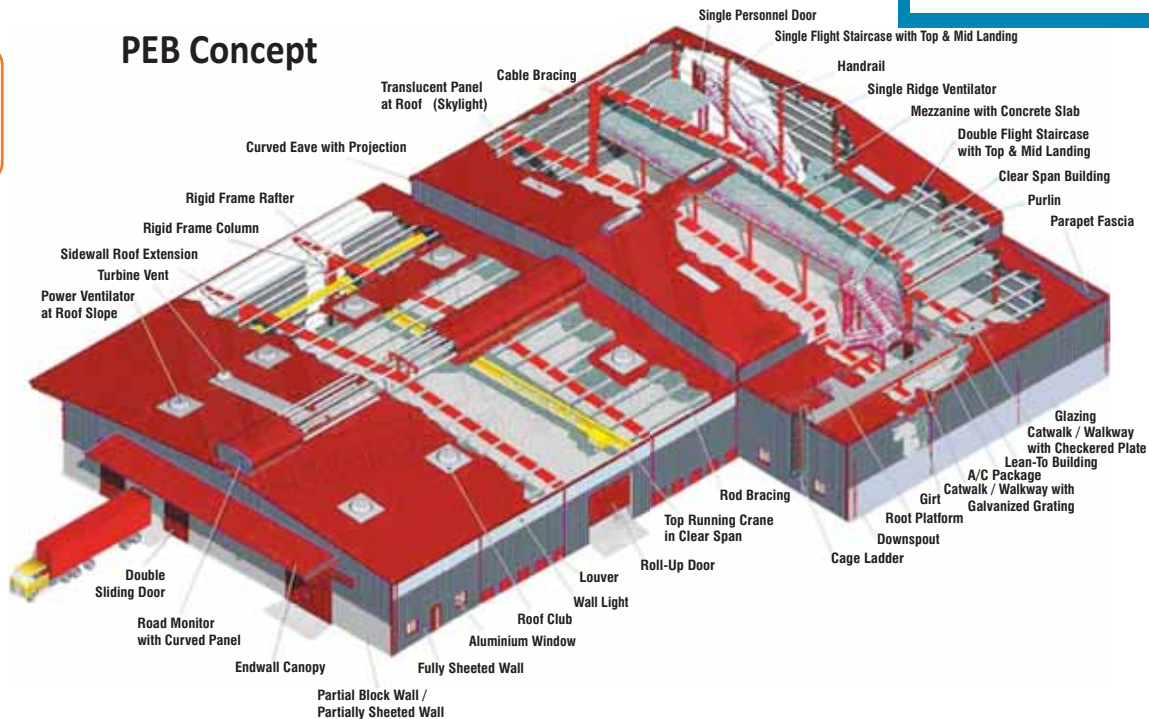 PEB Concept
Single Personnel Door
Single Flight Staircase with Top & Mid Landing
Cable Bracing
Handrail
Translucent Panel
at Roof (Skylight)
Single Ridge Ventilator
Mezzanine with Concrete Slab
Double Flight Staircase
with Top & Mid Landing
Curved Eave with Projection
Clear Span Building
Purlin
Rigid Frame Rafter
Parapet Fascia
Rigid Frame Column
Sidewall Roof Extension
Turbine Vent
Power Ventilator
at Roof Slope
Glazing
Catwalk / Walkway
with Checkered Plate
Lean-To Building
A/C Package
Catwalk / Walkway with
Galvanized Grating
Girt
Root Platform
Downspout
Cage Ladder
Rod Bracing
Top Running Crane
in Clear Span
Roll-Up Door
Louver
Wall Light
Roof Club
Aluminium Window
Fully Sheeted Wall
Double
Sliding Door
Road Monitor
with Curved Panel
Endwall Canopy
Partial Block Wall /
Partially Sheeted Wall